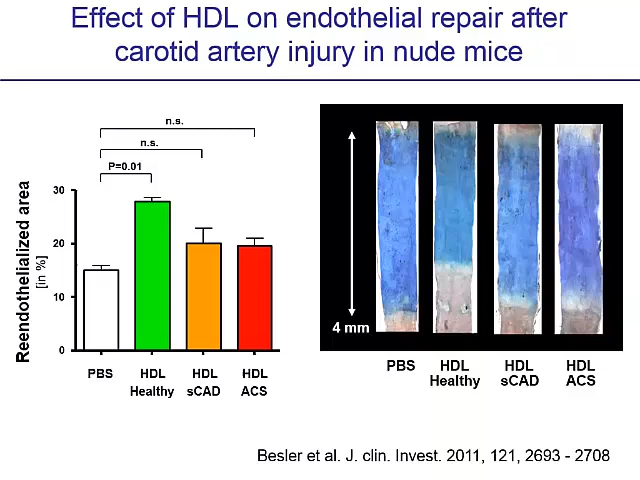 Effect of HDL on endothelial repair after
carotid artery injury in nude mice
n.s.
n.s.
P=0.01
Reendothelialized area
[in %]
30
20
10
0
PBS
HDL
Healthy
HDL
sCAD
HDL
ACS
4 mm
PBS
HDL
Healthy
HDL
sCAD
HDL
ACS
Besler et al. J. clin. Invest. 2011, 121, 2693 - 2708